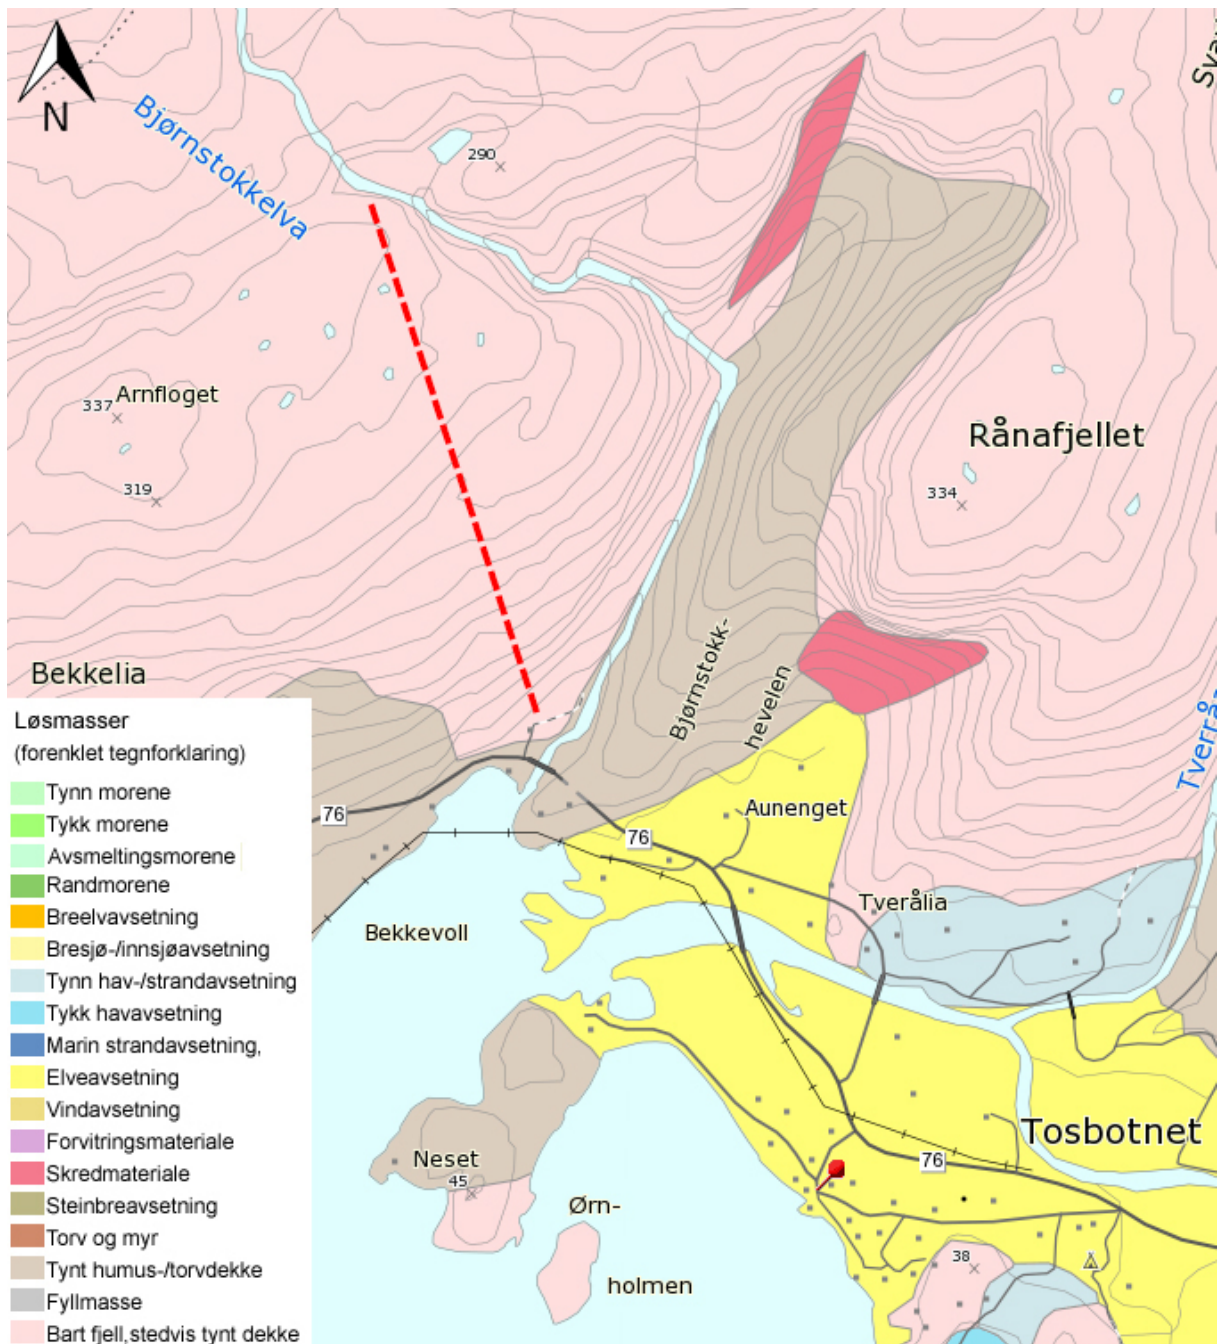 N
Bjørnstokkelva
290
337
Arnfloget
319
Rånafjellet
334
Bjørnstokk-
hevelen
Bekkelia
76
76
Aunenget
Tverålia
Bekkevoll
Neset
45
Ørn-
holmen
Tosbotnet
76
38
Løsmasser
(forenklet tegnforklaring)
Tynn morene
Tykk morene
Avsmeltingsmorene
Randmorene
Breelvavsetning
Bresjø-/innsjøavsetning
Tynn hav-/strandavsetning
Tykk havavsetning
Marin strandavsetning,
Elveavsetning
Vindavsetning
Forvitringsmateriale
Skredmateriale
Steinbreavsetning
Torv og myr
Tynt humus-/torvdekke
Fyllmasse
Bart fjell,stedvis tynt dekke